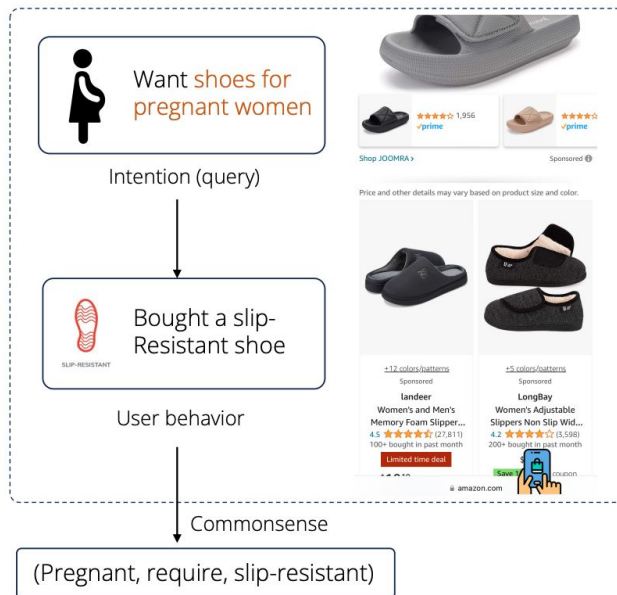 Want shoes for
pregnant women
Intention (query)
SLIP-RESISTANT
Bought a slip-
Resistant shoe
User behavior
Commonsense
(Pregnant, require, slip-resistant)
1,956
✓prime
✓prime
Shop JOOMRA ›
Sponsored
Price and other details may vary based on product size and color.
+12 colors/patterns
Sponsored
landeer
Women's and Men's
Memory Foam Slipper...
4.5 (27,811)
100+ bought in past month
Limited time deal
+5 colors/patterns
Sponsored
LongBay
Women's Adjustable
Slippers Non Slip Wid...
4.2 (3,598)
200+ bought in past month
Save coupon
amazon.com